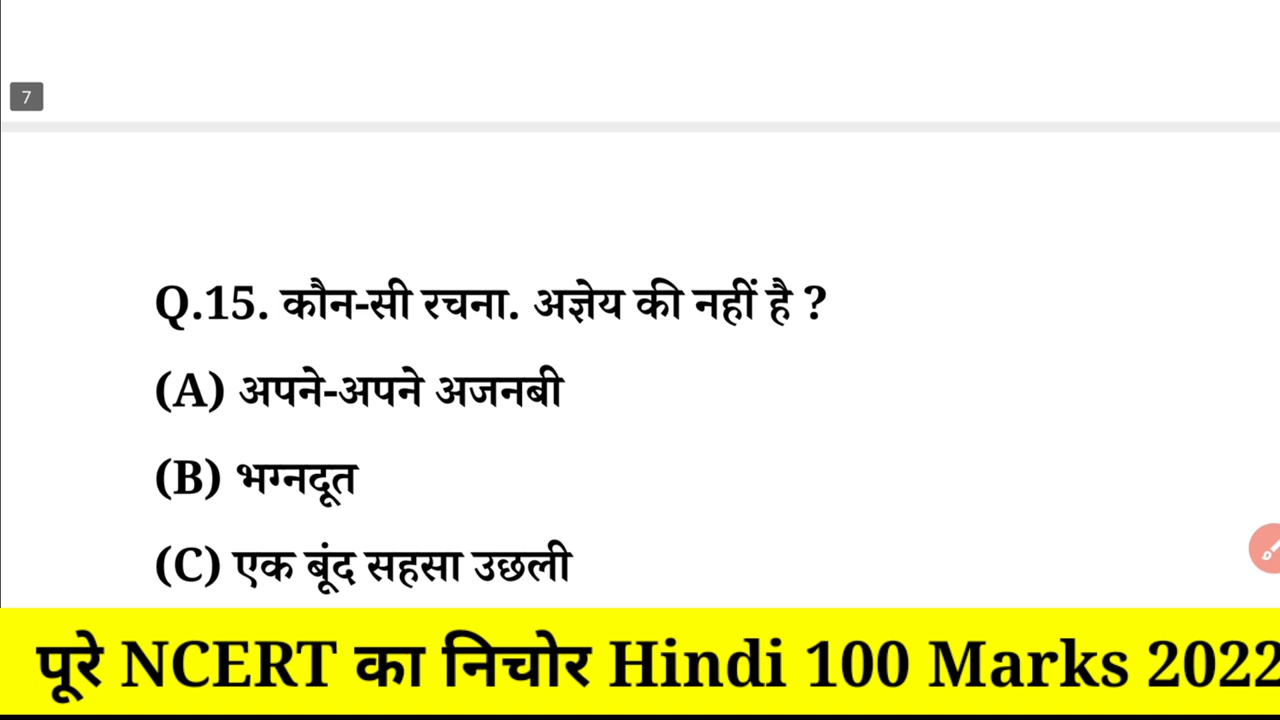 7
Q.15. कौन-सी रचना. अज्ञेय की नहीं है ?
(A) अपने-अपने अजनबी
(B) भग्नदूत
(C) एक बूंद सहसा उछली
पूरे NCERT का निचोर Hindi 100 Marks 2022